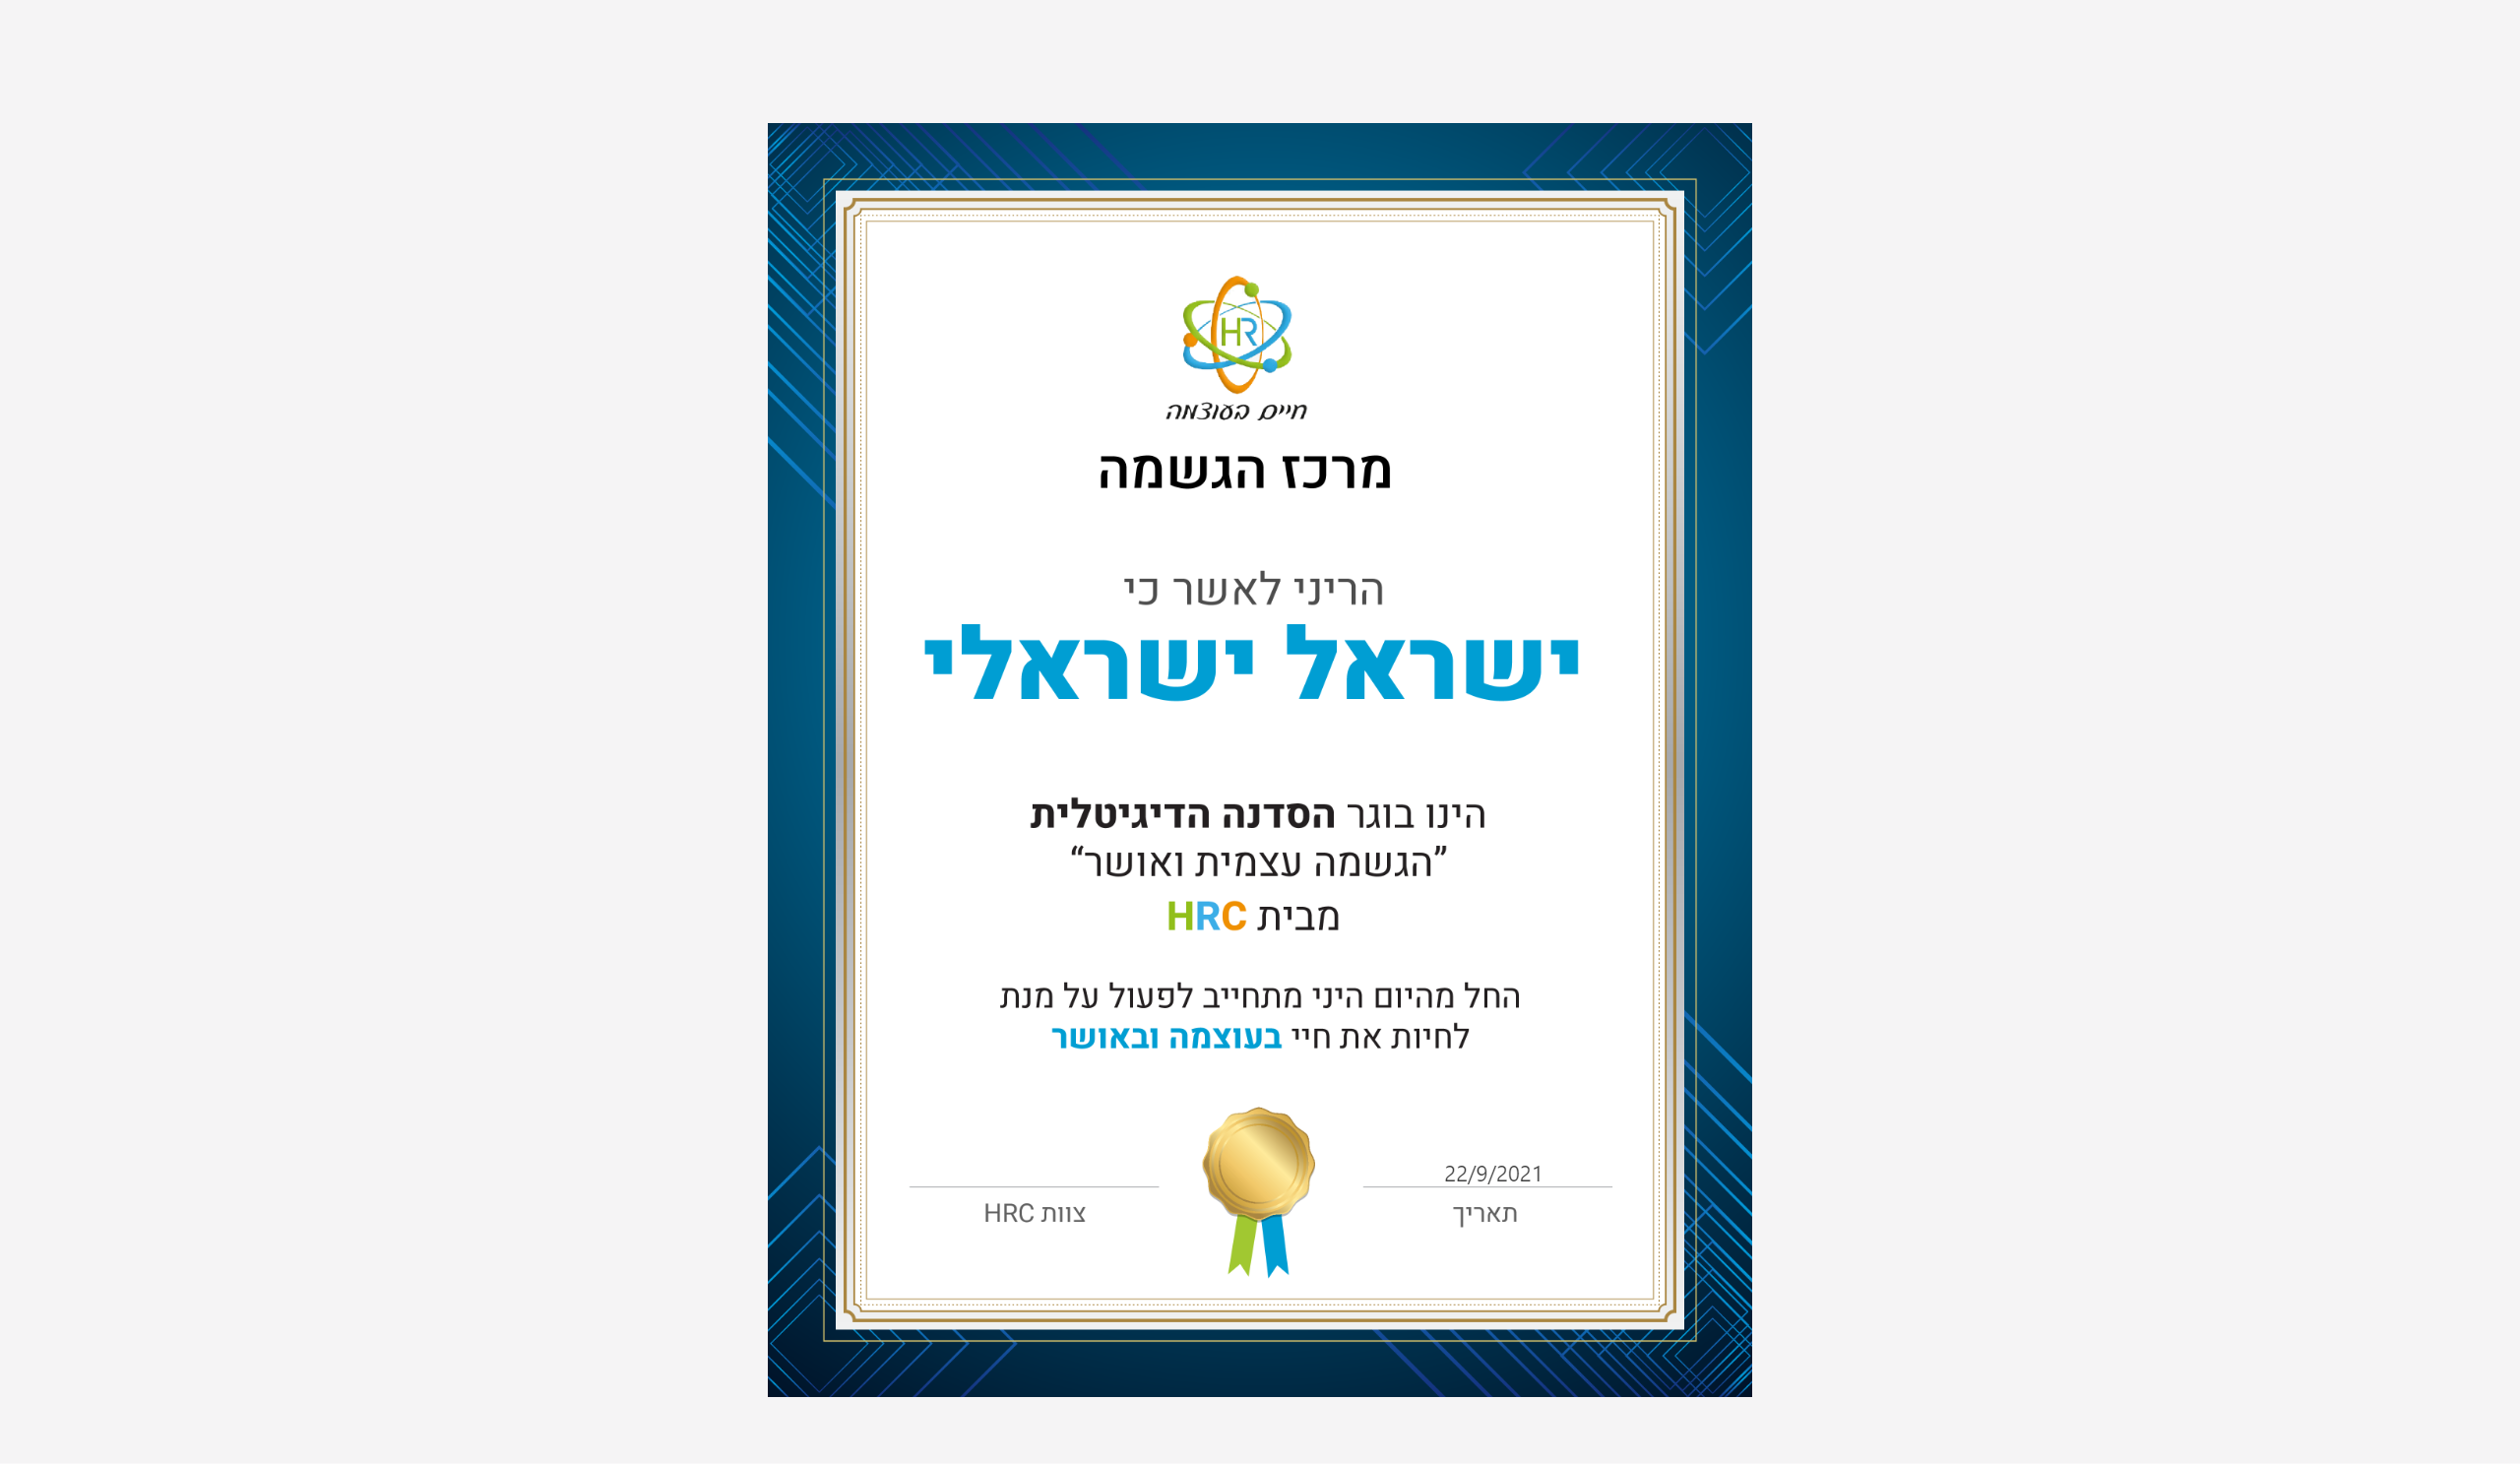 HR
חיים בעוצמה
מרכז הגשמה
הריני לאשר כי
ישראל ישראלי
הינו בוגר הסדנה הדיגיטלית
”הגשמה עצמית ואושר“
מבית HRC
החל מהיום היני מתחייב לפעול על מנת
לחיות את חיי בעוצמה ובאושר
22/9/2021
תאריך
צוות HRC